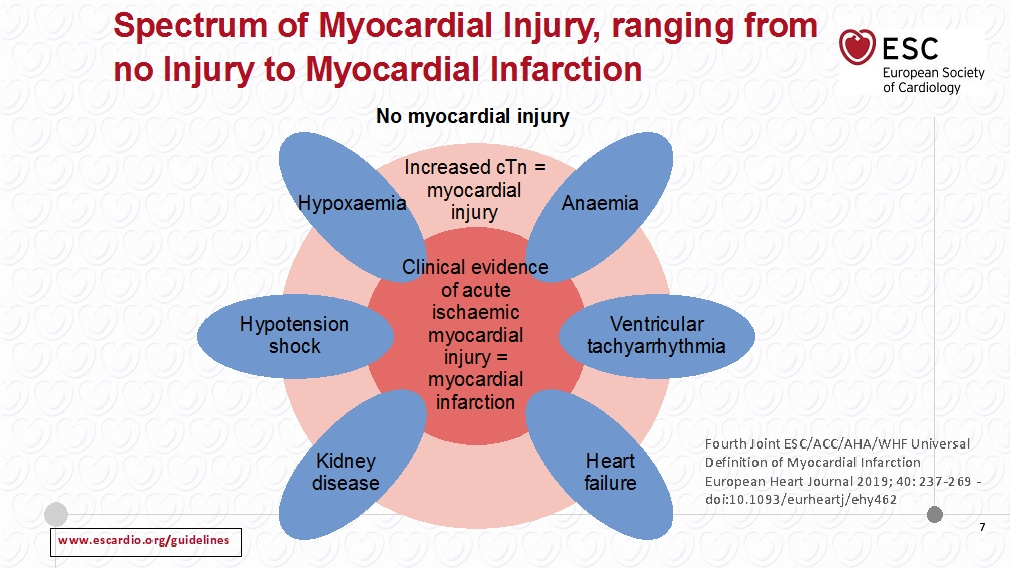 Spectrum of Myocardial Injury, ranging from
no Injury to Myocardial Infarction
ESC
European Society
of Cardiology
No myocardial injury
Increased cTn =
myocardial
injury
Hypoxaemia
Anaemia
Clinical evidence
of acute
ischaemic
myocardial
injury =
myocardial
infarction
Hypotension
shock
Ventricular
tachyarrhythmia
Kidney
disease
Heart
failure
Fourth Joint ESC/ACC/AHA/WHF Universal
Definition of Myocardial Infarction
European Heart Journal 2019; 40: 237-269 -
doi:10.1093/eurheartj/ehy462
www.escardio.org/guidelines
7